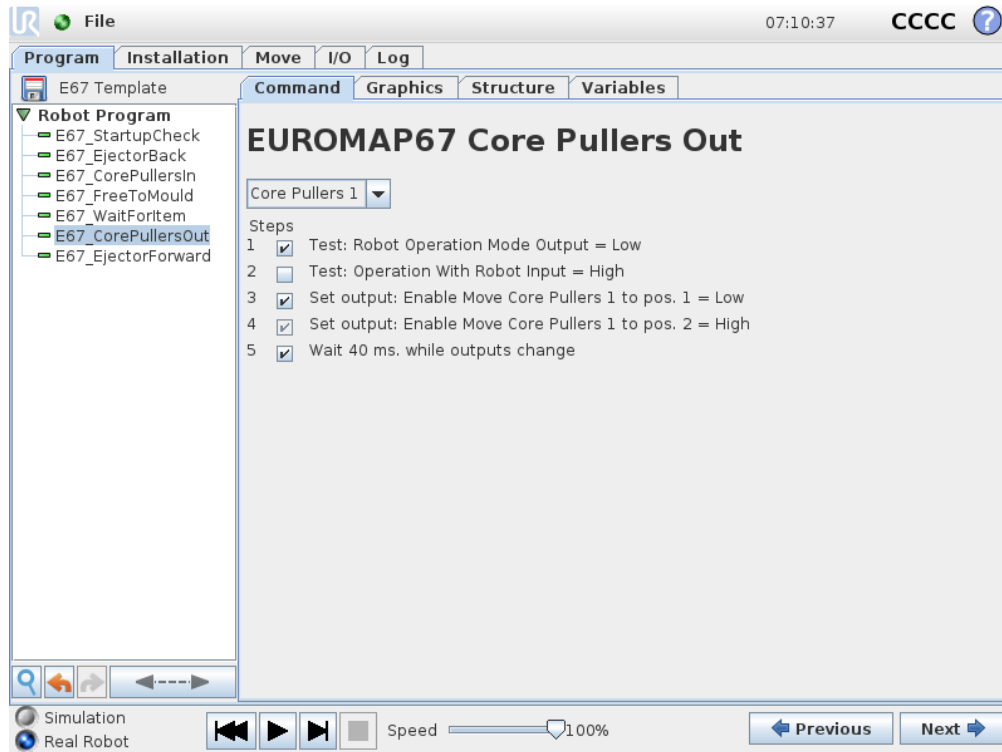 UR File 07:10:37 CCCC ?
Program Installation Move I/O Log
E67 Template Command Graphics Structure Variables
Robot Program
E67_StartupCheck
E67_EjectorBack
E67_CorePullersIn
E67_FreeToMould
E67_WaitForItem
E67_CorePullersOut
E67_EjectorForward
EUROMAP67 Core Pullers Out
Core Pullers 1
Steps
1 Test: Robot Operation Mode Output = Low
2 Test: Operation With Robot Input = High
3 Set output: Enable Move Core Pullers 1 to pos. 1 = Low
4 Set output: Enable Move Core Pullers 1 to pos. 2 = High
5 Wait 40 ms. while outputs change
Simulation
Real Robot
Speed 100%
Previous Next